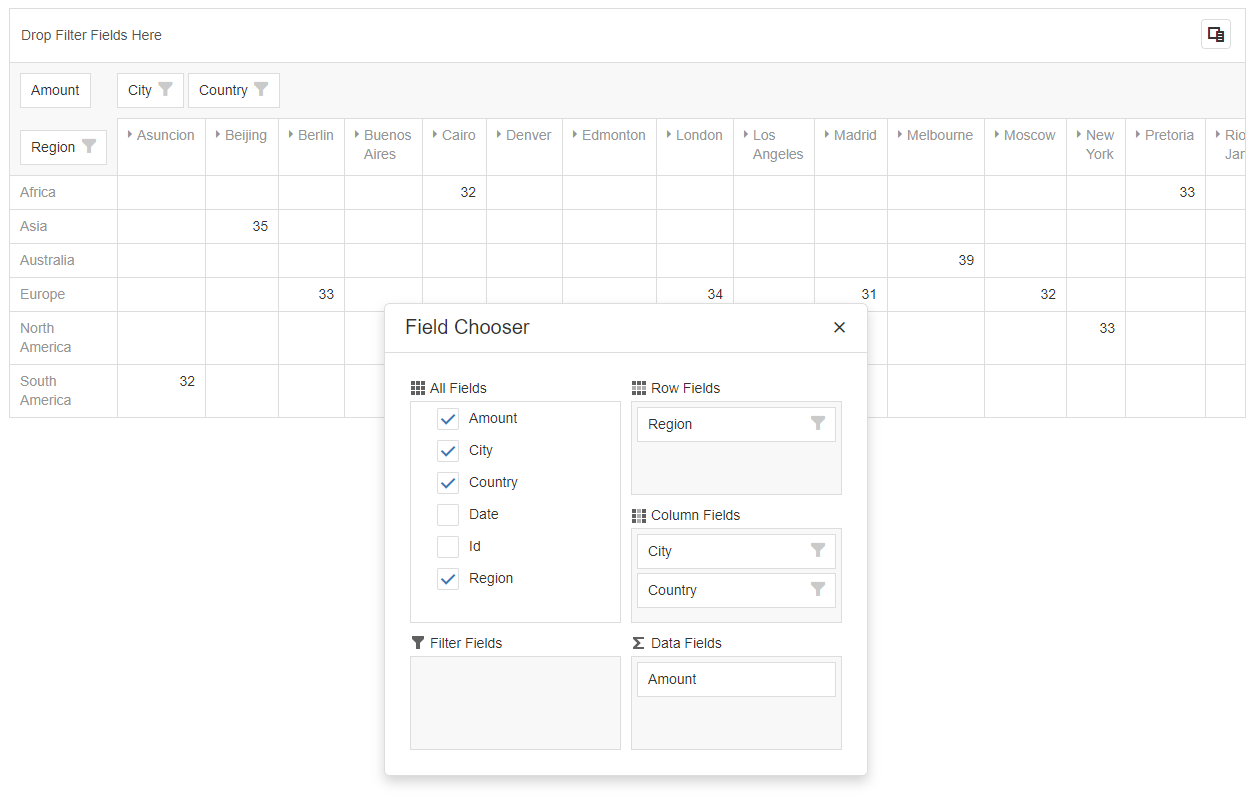 Drop Filter Fields Here
Amount
City
Country
Region
Asuncion
Beijing
Berlin
Buenos
Aires
Cairo
Denver
Edmonton
London
Los
Angeles
Madrid
Melbourne
Moscow
New
York
Pretoria
Rio
Africa 32 33
Asia 35
Australia 39
Europe 33 34 31 32
North
America 33
South
America 32
Field Chooser
All Fields
Amount
City
Country
Date
Id
Region
Row Fields
Region
Column Fields
City
Country
Filter Fields
Data Fields
Amount